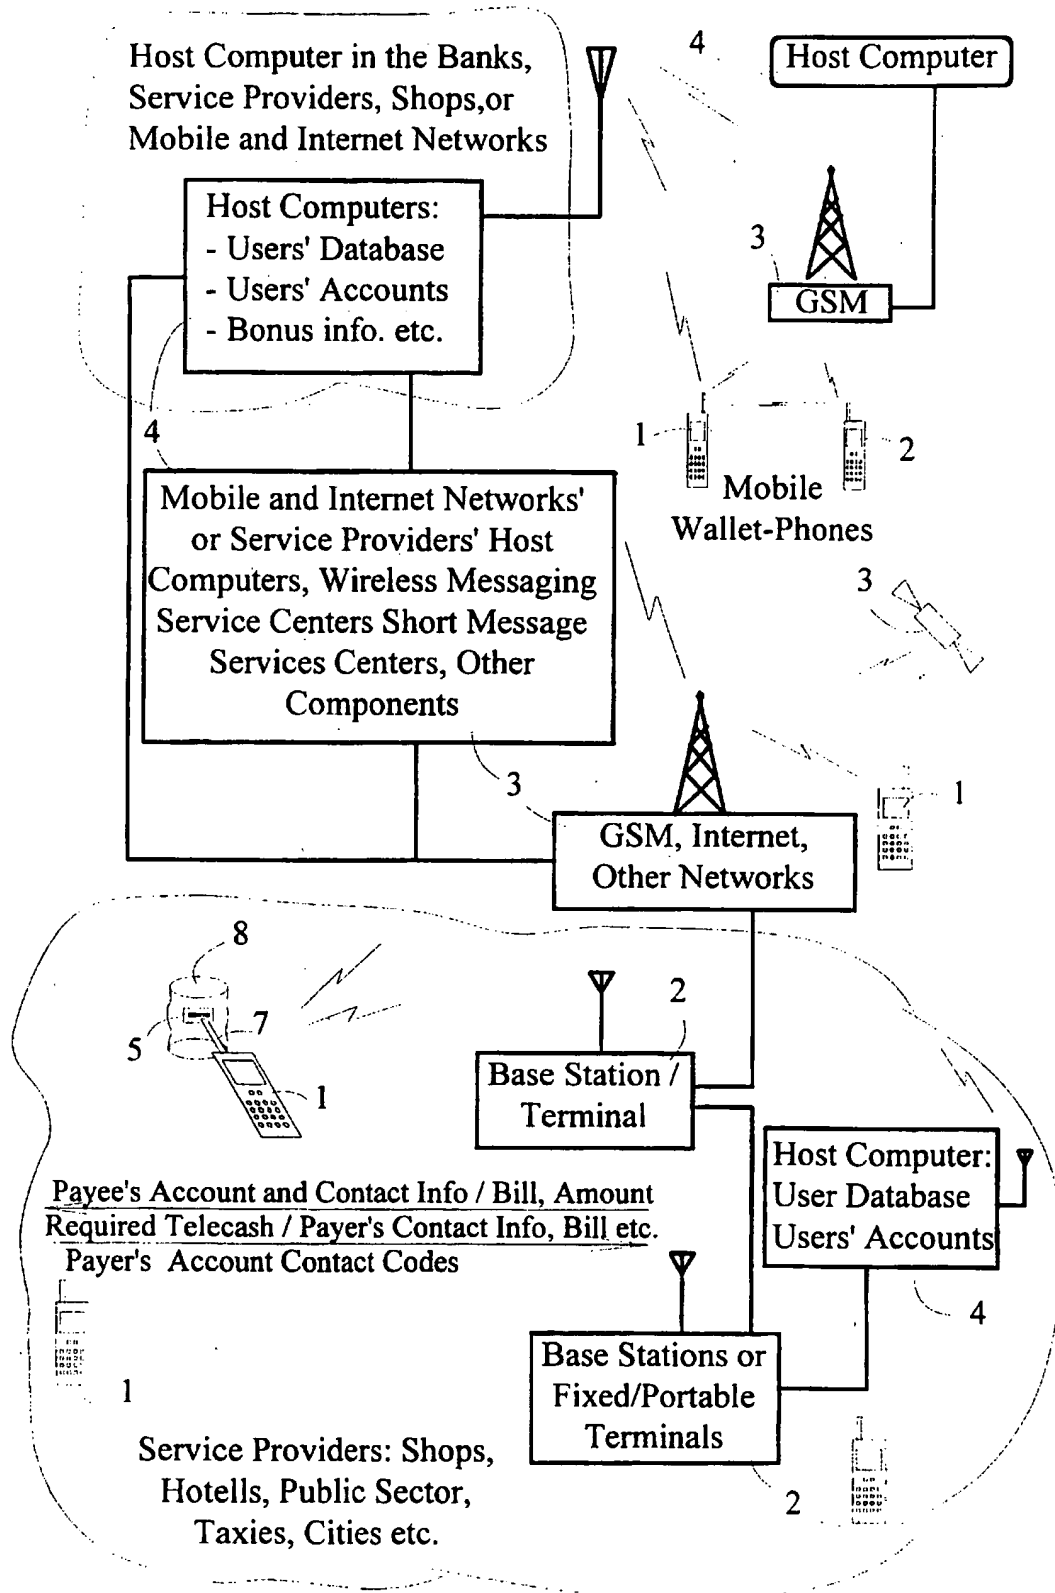 Host Computer in the Banks,
Service Providers, Shops,or
Mobile and Internet Networks
4
Host Computer
Host Computers:
- Users' Database
- Users' Accounts
- Bonus info. etc.
3
GSM
4
1
2
Mobile
Wallet-Phones
Mobile and Internet Networks'
or Service Providers' Host
Computers, Wireless Messaging
Service Centers Short Message
Services Centers, Other
Components
3
3
1
GSM, Internet,
Other Networks
8
5
7
1
2
Base Station /
Terminal
Host Computer:
User Database
Users' Accounts
4
Payee's Account and Contact Info / Bill, Amount
Required Telecash / Payer's Contact Info, Bill etc.
Payer's Account Contact Codes
1
Base Stations or
Fixed/Portable
Terminals
2
Service Providers: Shops,
Hotells, Public Sector,
Taxies, Cities etc.